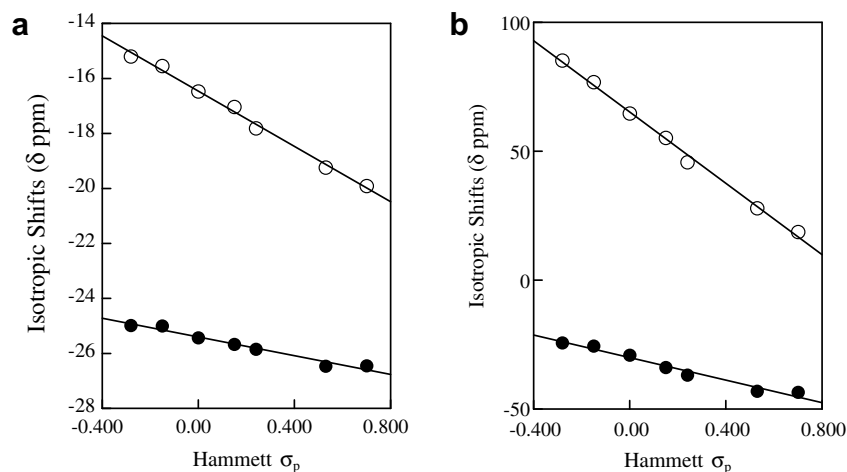 a
Isotropic Shifts (δ ppm)
-14
-16
-18
-20
-22
-24
-26
-28
-0.400 0.00 0.400 0.800
Hammett σp
b
Isotropic Shifts (δ ppm)
100
50
0
-50
-0.400 0.00 0.400 0.800
Hammett σp